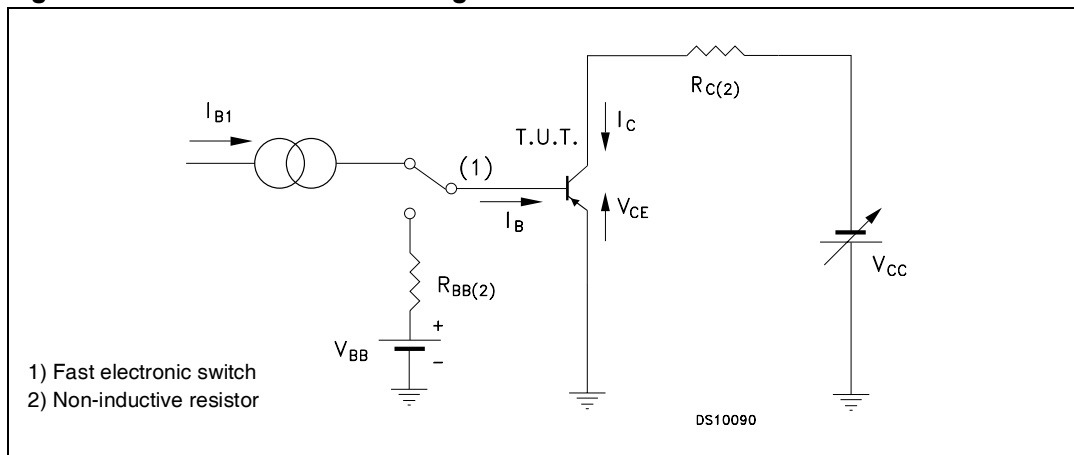 I_B1
R_C(2)
I_C
T.U.T.
(1)
I_B
V_CE
V_CC
R_BB(2)
+
V_BB
−
1) Fast electronic switch
2) Non-inductive resistor
DS10090